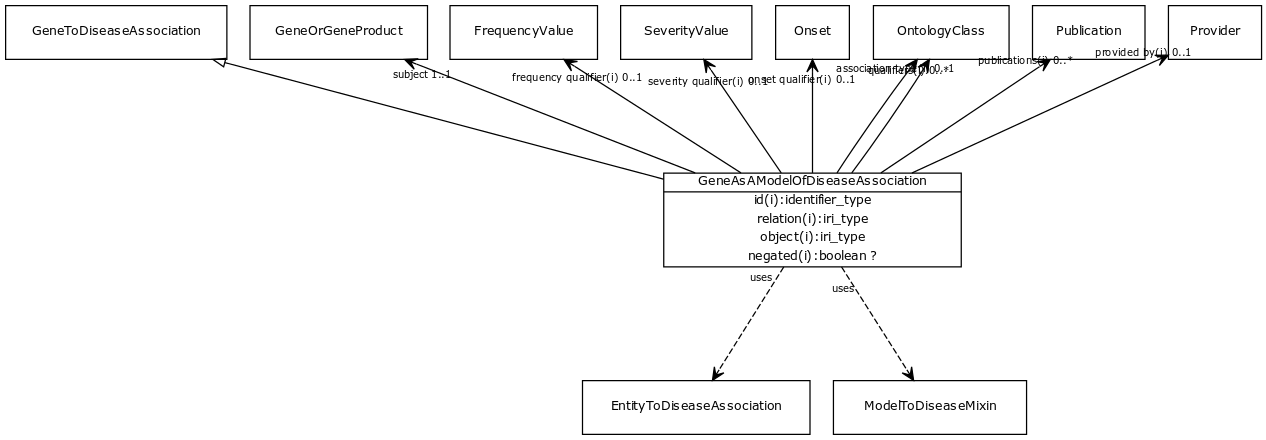 GeneToDiseaseAssociation
GeneOrGeneProduct
FrequencyValue
SeverityValue
Onset
OntologyClass
Publication
Provider
subject 1..1
frequency qualifier(i) 0..1
severity qualifier(i) 0..1
onset qualifier(i) 0..1
association type(i) 0..1
qualifiers(i) 0..*
publications(i) 0..*
provided by(i) 0..1
GeneAsAModelOfDiseaseAssociation
id(i):identifier_type
relation(i):iri_type
object(i):iri_type
negated(i):boolean ?
uses
uses
EntityToDiseaseAssociation
ModelToDiseaseMixin